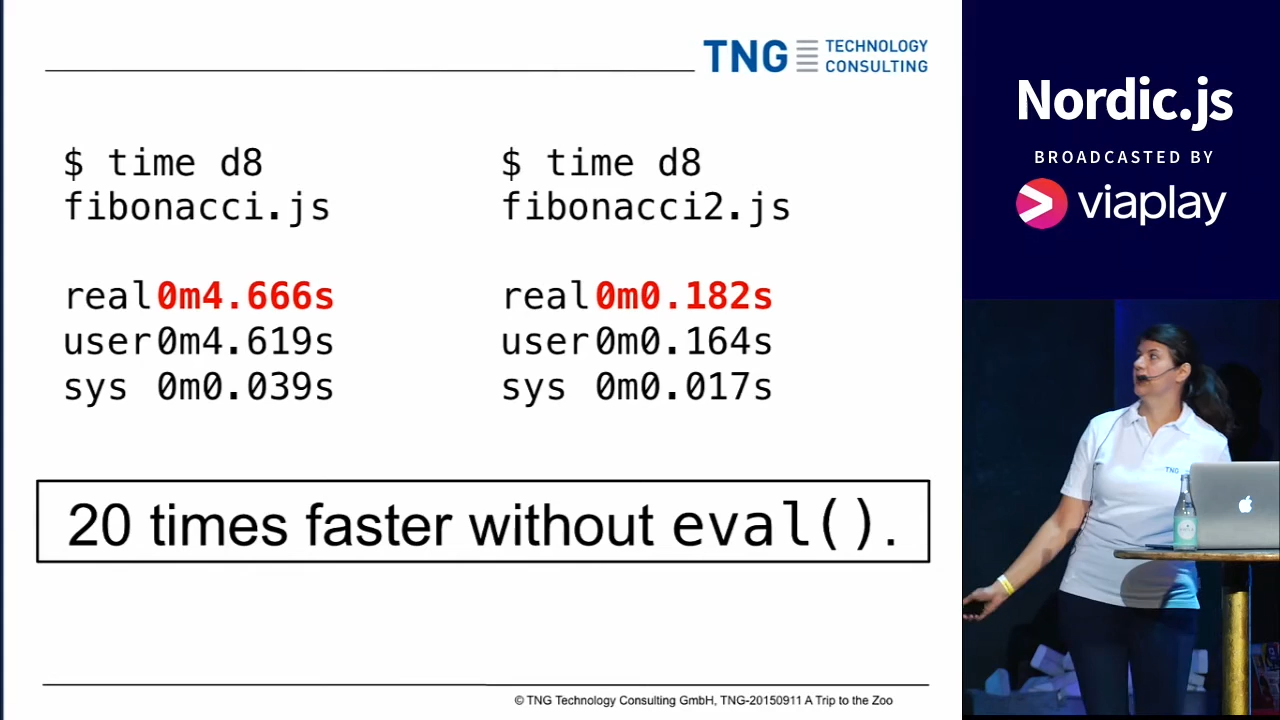 TNG TECHNOLOGY
CONSULTING
$ time d8
fibonacci.js
real 0m4.666s
user 0m4.619s
sys 0m0.039s
$ time d8
fibonacci2.js
real 0m0.182s
user 0m0.164s
sys 0m0.017s
20 times faster without eval().
© TNG Technology Consulting GmbH, TNG-20150911 A Trip to the Zoo
Nordic.js
BROADCASTED BY
viaplay
TNG